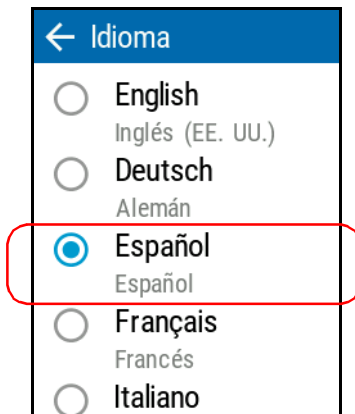 Idioma
English
Inglés (EE. UU.)
Deutsch
Alemán
Español
Español
Français
Francés
Italiano